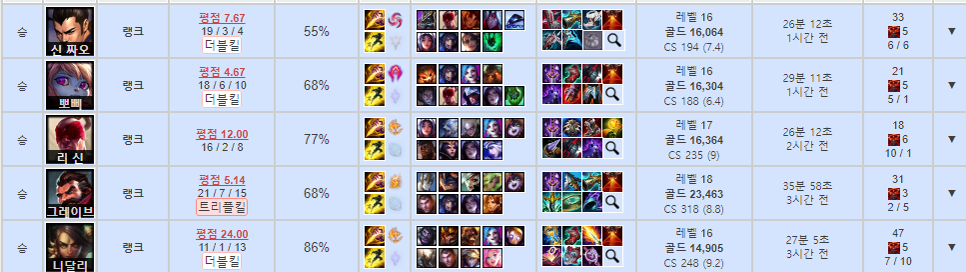 승
신 짜오
랭크
평점 7.67
19 / 3 / 4
더블킬
55%
레벨 16
골드 16,064
CS 194 (7.4)
26분 12초
1시간 전
33
5
6 / 6
▼
승
뽀삐
랭크
평점 4.67
18 / 6 / 10
더블킬
68%
레벨 16
골드 16,304
CS 188 (6.4)
29분 11초
1시간 전
21
5
5 / 1
▼
승
리 신
랭크
평점 12.00
16 / 2 / 8
77%
레벨 17
골드 16,364
CS 235 (9)
26분 12초
2시간 전
18
6
10 / 1
▼
승
그레이브
랭크
평점 5.14
21 / 7 / 15
트리플킬
68%
레벨 18
골드 23,463
CS 318 (8.8)
35분 58초
3시간 전
31
3
2 / 5
▼
승
니달리
랭크
평점 24.00
11 / 1 / 13
더블킬
86%
레벨 16
골드 14,905
CS 248 (9.2)
27분 5초
3시간 전
47
5
7 / 10
▼